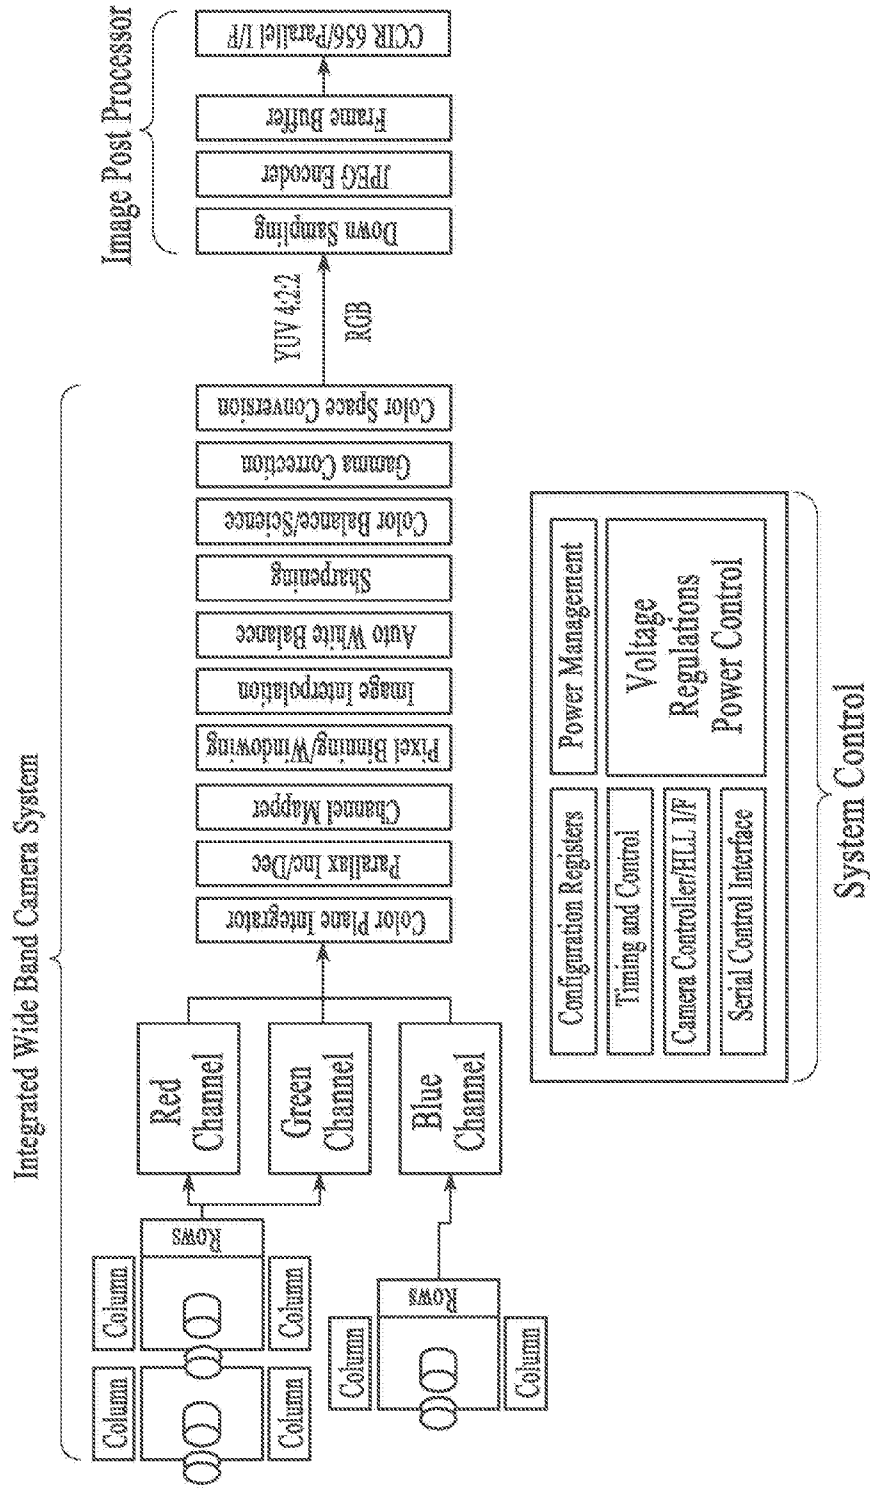 Integrated Wide Band Camera System
Image Post Processor
Column
Column
Column
Column
Rows
Column
Column
Rows
Red
Channel
Green
Channel
Blue
Channel
Color Plane Integrator
Parallax Inc/Dec
Channel Mapper
Pixel Binning/Windowing
Image Interpolation
Auto White Balance
Sharpening
Color Balance/Science
Gamma Correction
Color Space Conversion
YUV 4:2:2
RGB
Down Sampling
JPEG Encoder
Frame Buffer
CCIR 656/Parallel I/F
Configuration Registers
Timing and Control
Camera Controller/HLL I/F
Serial Control Interface
Power Management
Voltage
Regulations
Power Control
System Control